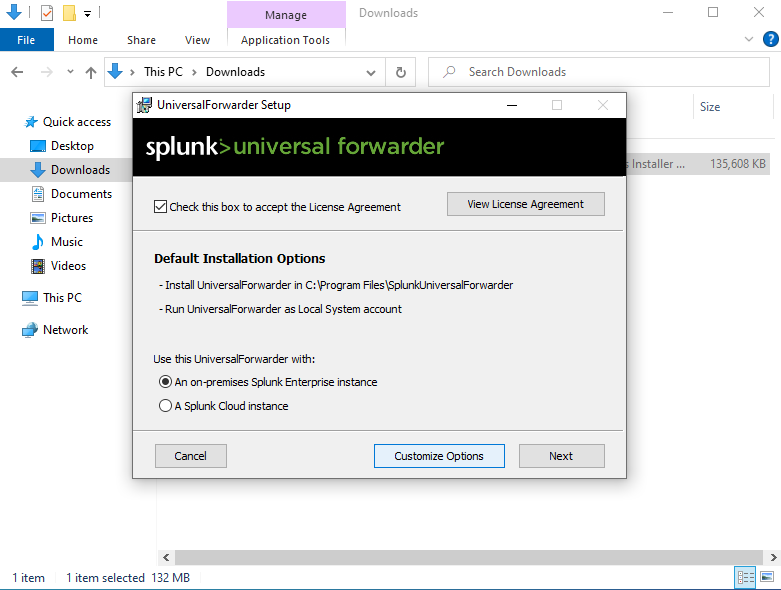 Manage
Downloads
File
Home
Share
View
Application Tools
This PC
Downloads
Search Downloads
Size
Quick access
Desktop
Downloads
Documents
Pictures
Music
Videos
This PC
Network
s Installer ...
135,608 KB
UniversalForwarder Setup
splunk>universal forwarder
Check this box to accept the License Agreement
View License Agreement
Default Installation Options
- Install UniversalForwarder in C:\Program Files\SplunkUniversalForwarder
- Run UniversalForwarder as Local System account
Use this UniversalForwarder with:
An on-premises Splunk Enterprise instance
A Splunk Cloud instance
Cancel
Customize Options
Next
1 item
1 item selected 132 MB